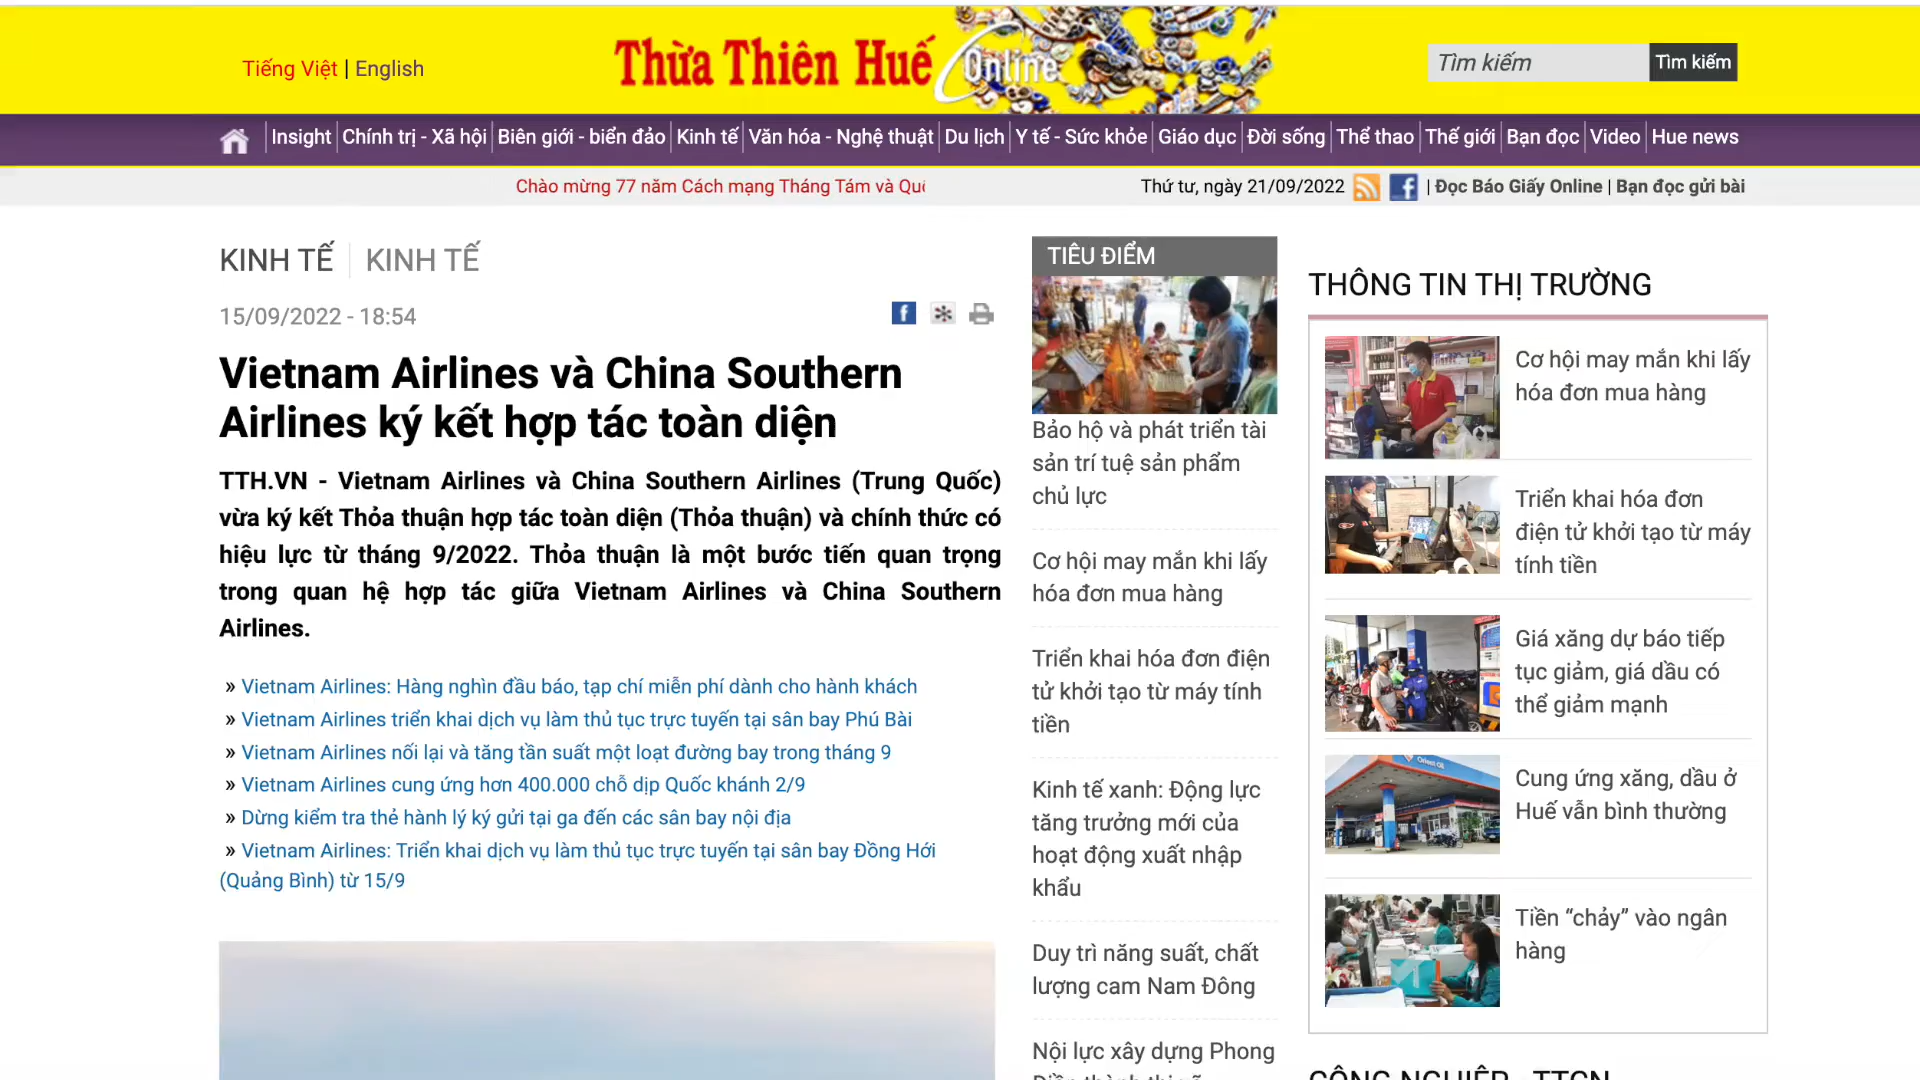 Tiếng Việt | English
Thừa Thiên Huế Online
Tìm kiếm Tìm kiếm
Insight Chính trị - Xã hội Biên giới - biển đảo Kinh tế Văn hóa - Nghệ thuật Du lịch Y tế - Sức khỏe Giáo dục Đời sống Thể thao Thế giới Bạn đọc Video Hue news
Chào mừng 77 năm Cách mạng Tháng Tám và
Thứ tư, ngày 21/09/2022 | Đọc Báo Giấy Online | Bạn đọc gửi bài
KINH TẾ KINH TẾ
15/09/2022 - 18:54
Vietnam Airlines và China Southern
Airlines ký kết hợp tác toàn diện
TTH.VN - Vietnam Airlines và China Southern Airlines (Trung Quốc)
vừa ký kết Thỏa thuận hợp tác toàn diện (Thỏa thuận) và chính thức có
hiệu lực từ tháng 9/2022. Thỏa thuận là một bước tiến quan trọng
trong quan hệ hợp tác giữa Vietnam Airlines và China Southern
Airlines.
» Vietnam Airlines: Hàng nghìn đầu báo, tạp chí miễn phí dành cho hành khách
» Vietnam Airlines triển khai dịch vụ làm thủ tục trực tuyến tại sân bay Phú Bài
» Vietnam Airlines nối lại và tăng tần suất một loạt đường bay trong tháng 9
» Vietnam Airlines cung ứng hơn 400.000 chỗ dịp Quốc khánh 2/9
» Dừng kiểm tra thẻ hành lý ký gửi tại ga đến các sân bay nội địa
» Vietnam Airlines: Triển khai dịch vụ làm thủ tục trực tuyến tại sân bay Đồng Hới
(Quảng Bình) từ 15/9
TIÊU ĐIỂM
Bảo hộ và phát triển tài
sản trí tuệ sản phẩm
chủ lực
Cơ hội may mắn khi lấy
hóa đơn mua hàng
Triển khai hóa đơn điện
tử khởi tạo từ máy tính
tiền
Kinh tế xanh: Động lực
tăng trưởng mới của
hoạt động xuất nhập
khẩu
Duy trì năng suất, chất
lượng cam Nam Đông
Nội lực xây dựng Phong
Điền thành thị xã
THÔNG TIN THỊ TRƯỜNG
Cơ hội may mắn khi lấy
hóa đơn mua hàng
Triển khai hóa đơn
điện tử khởi tạo từ máy
tính tiền
Giá xăng dự báo tiếp
tục giảm, giá dầu có
thể giảm mạnh
Cung ứng xăng, dầu ở
Huế vẫn bình thường
Tiền “chảy” vào ngân
hàng
CÔNG NGHIỆP - TTCN